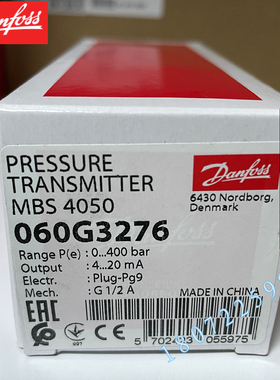 Danfoss
PRESSURE
TRANSMITTER
MBS 4050
060G3276
Range P(e) : 0...400 bar
Output : 4...20 mA
Electr. : Plug-Pg9
Mech. : G 1/2 A
Danfoss
6430 Nordborg,
Denmark
MADE IN CHINA
EAC